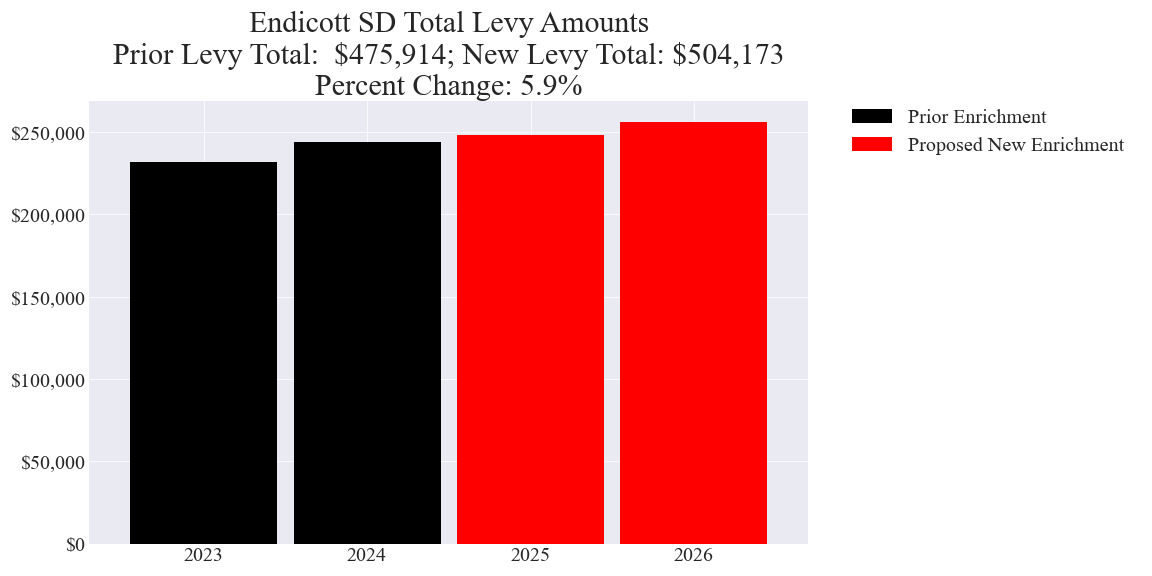 Endicott SD Total Levy Amounts
Prior Levy Total:  $475,914; New Levy Total: $504,173
Percent Change: 5.9%
Prior Enrichment
Proposed New Enrichment
$250,000
$200,000
$150,000
$100,000
$50,000
$0
2023 2024 2025 2026